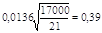 0,0136√(17000/21) = 0,39